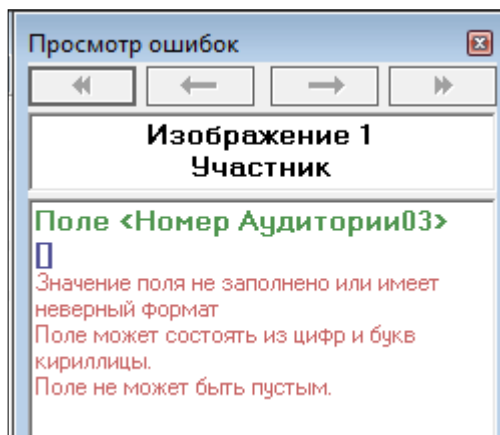 Просмотр ошибок
Изображение 1
Участник
Поле <Номер Аудитории03>
[]
Значение поля не заполнено или имеет
неверный формат
Поле может состоять из цифр и букв
кириллицы.
Поле не может быть пустым.